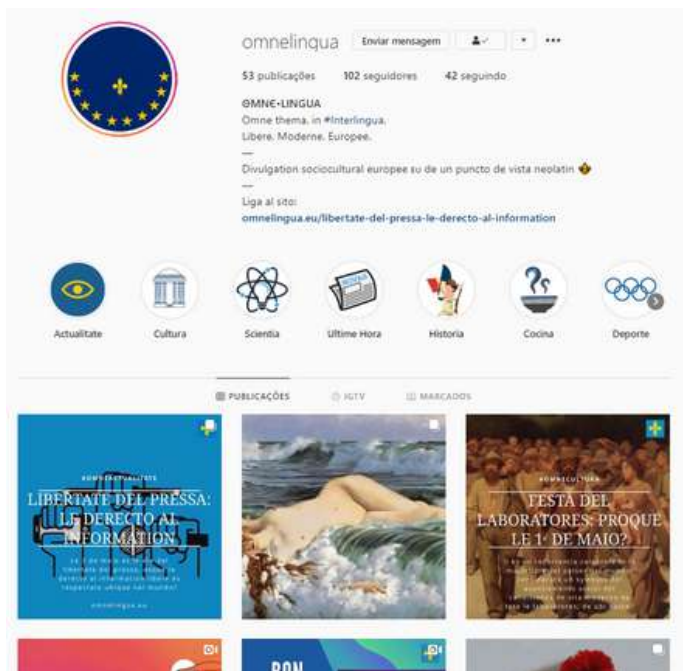 omnelingua Enviar mensagem
53 publicações 102 seguidores 42 seguindo
OMNE•LINGUA
Omne thema, in #Interlingua.
Libere. Moderne. Europee.
—
Divulgation sociocultural europee su de un puncto de vista neolatin
—
Liga al sito:
omnelingua.eu/libertate-del-pressa-le-derecto-al-information
Actualitate Cultura Scientia Ultime Hora Historia Cocina Deporte
PUBLICAÇÕES IGTV MARCADOS
#OMNEACTUALITATE
LIBERTATE DEL PRESSA:
LE DERECTO AL
INFORMATION
omnelingua.eu
#OMNECULTURA
FESTA DEL
LABORATORES: PROQUE
LE 1º DE MAIO?
BON